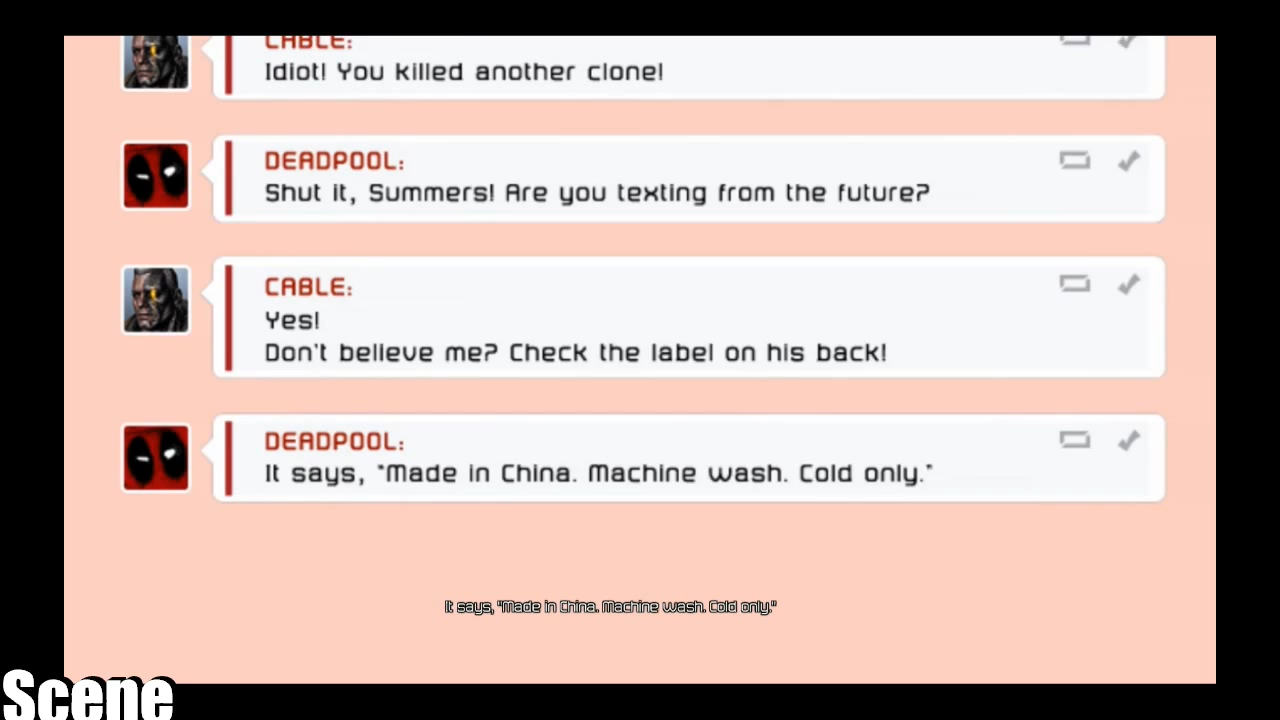 CABLE:
Idiot! You killed another clone!
DEADPOOL:
Shut it, Summers! Are you texting from the future?
CABLE:
Yes!
Don't believe me? Check the label on his back!
DEADPOOL:
It says, "Made in China. Machine wash. Cold only."
It says, "Made in China. Machine wash. Cold only."
Scene